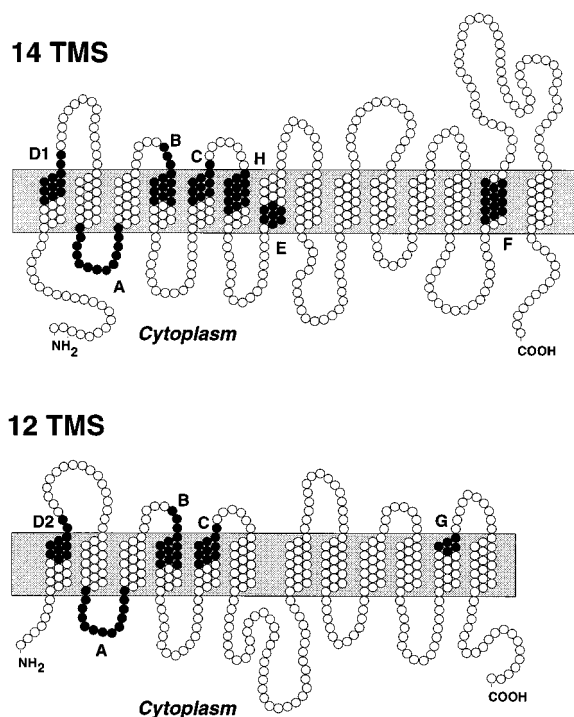 14 TMS
D1
B
C
H
E
F
A
NH2
Cytoplasm
COOH
12 TMS
D2
B
C
G
A
NH2
COOH
Cytoplasm